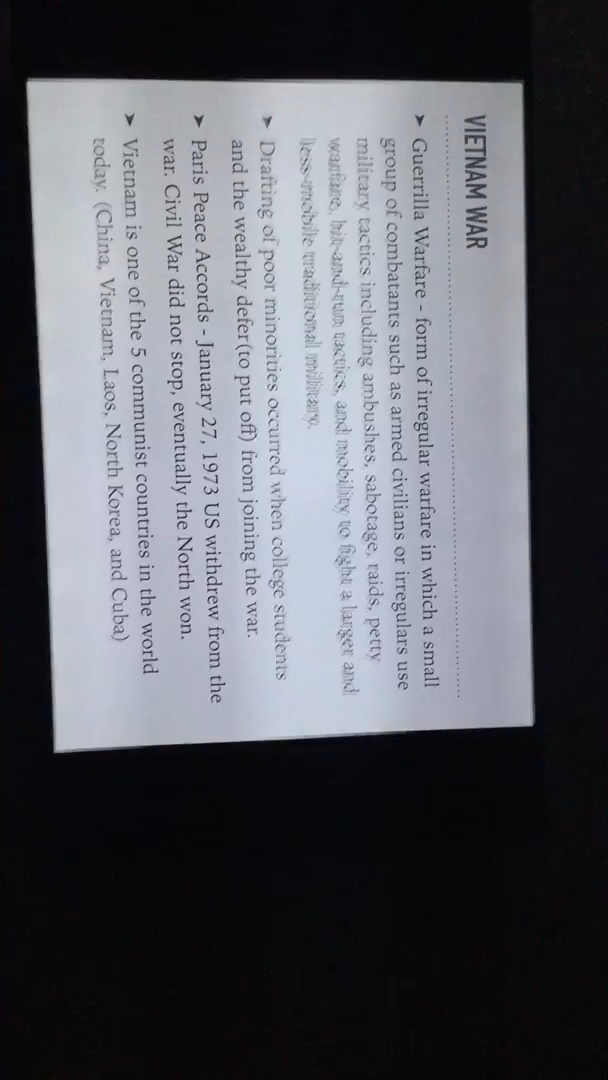 VIETNAM WAR
➤ Guerrilla Warfare - form of irregular warfare in which a small
group of combatants such as armed civilians or irregulars use
military tactics including ambushes, sabotage, raids, petty
warfare, hit-and-run tactics, and mobility to fight a larger and
less-mobile traditional military.
➤ Drafting of poor minorities occurred when college students
and the wealthy defer(to put off) from joining the war.
➤ Paris Peace Accords - January 27, 1973 US withdrew from the
war. Civil War did not stop, eventually the North won.
➤ Vietnam is one of the 5 communist countries in the world
today. (China, Vietnam, Laos, North Korea, and Cuba)